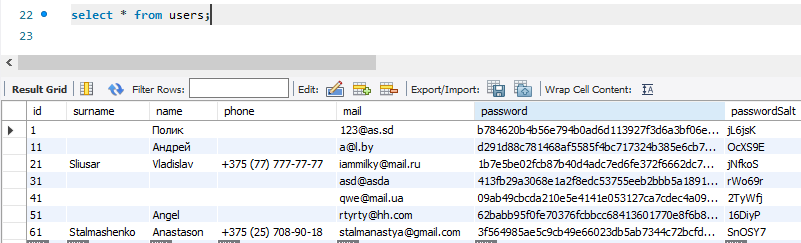 22 select * from users;
23
Result Grid Filter Rows: Edit: Export/Import: Wrap Cell Content:
id surname name phone mail password passwordSalt
1 Полик 123@as.sd b784620b4b56e794b0ad6d113927f3d6a3bf06e... jL6jsK
11 Андрей a@l.by d291d88c781468af5585f4bc717324b385e6cb7... OcXS9E
21 Sliusar Vladislav +375 (77) 777-77-77 iammilky@mail.ru 1b7e5be02fcb87b40d4adc7ed6fe372f6662dc7... jNfkoS
31 asd@asda 413fb29a3068e1a2f8edc53755eeb2bbb5a1891... rWo69r
41 qwe@mail.ua 09ab49cbcda210e5e4141e053127ca7cdec4a09... 2TyWfj
51 Angel rtyrty@hh.com 62babb95f0fe70376fcbbcc68413601770e8f6b8... 16DiyP
61 Stalmashenko Anastason +375 (25) 708-90-18 stalmanastya@gmail.com 3f564985ae5c9cb49e66023db5ab7344c72bcfd... SnOSY7